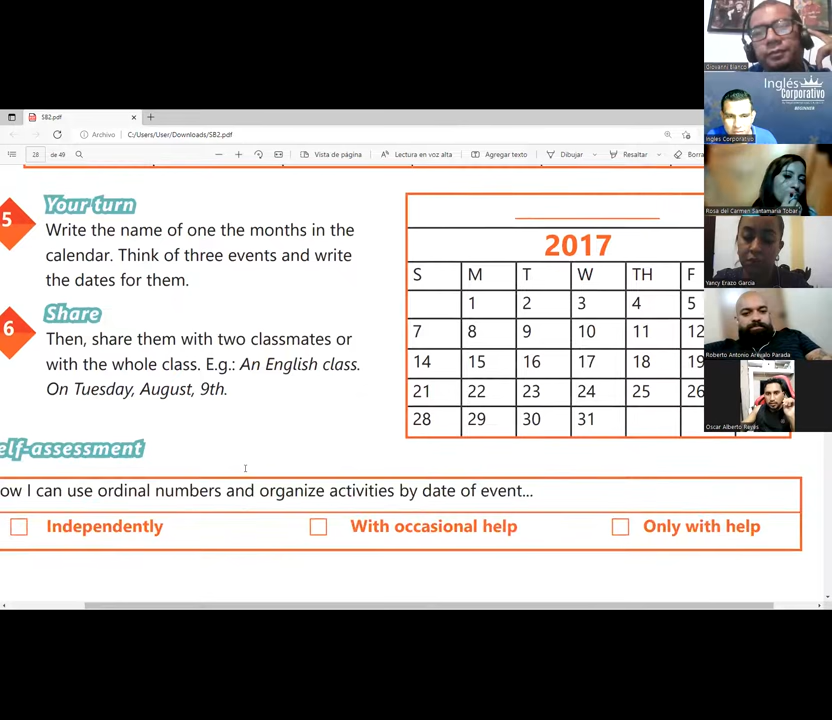 SB2.pdf
Archivo
C:/Users/User/Downloads/SB2.pdf
28
de 49
Vista de página
Lectura en voz alta
Agregar texto
Dibujar
Resaltar
Borra
5
Your turn
Write the name of one the months in the
calendar. Think of three events and write
the dates for them.
6
Share
Then, share them with two classmates or
with the whole class. E.g.: An English class.
On Tuesday, August, 9th.
2017
S M T W TH F
1 2 3 4 5
7 8 9 10 11 12
14 15 16 17 18 19
21 22 23 24 25 26
28 29 30 31
elf-assessment
ow I can use ordinal numbers and organize activities by date of event...
Independently
With occasional help
Only with help
Giovanni Blanco
Inglés
Corporativo
BEGINNER
Ingles Corporativo
Rosa del Carmen Santamaria Tobar
Yancy Erazo Garcia
Roberto Antonio Arevalo Parada
Oscar Alberto Reyes